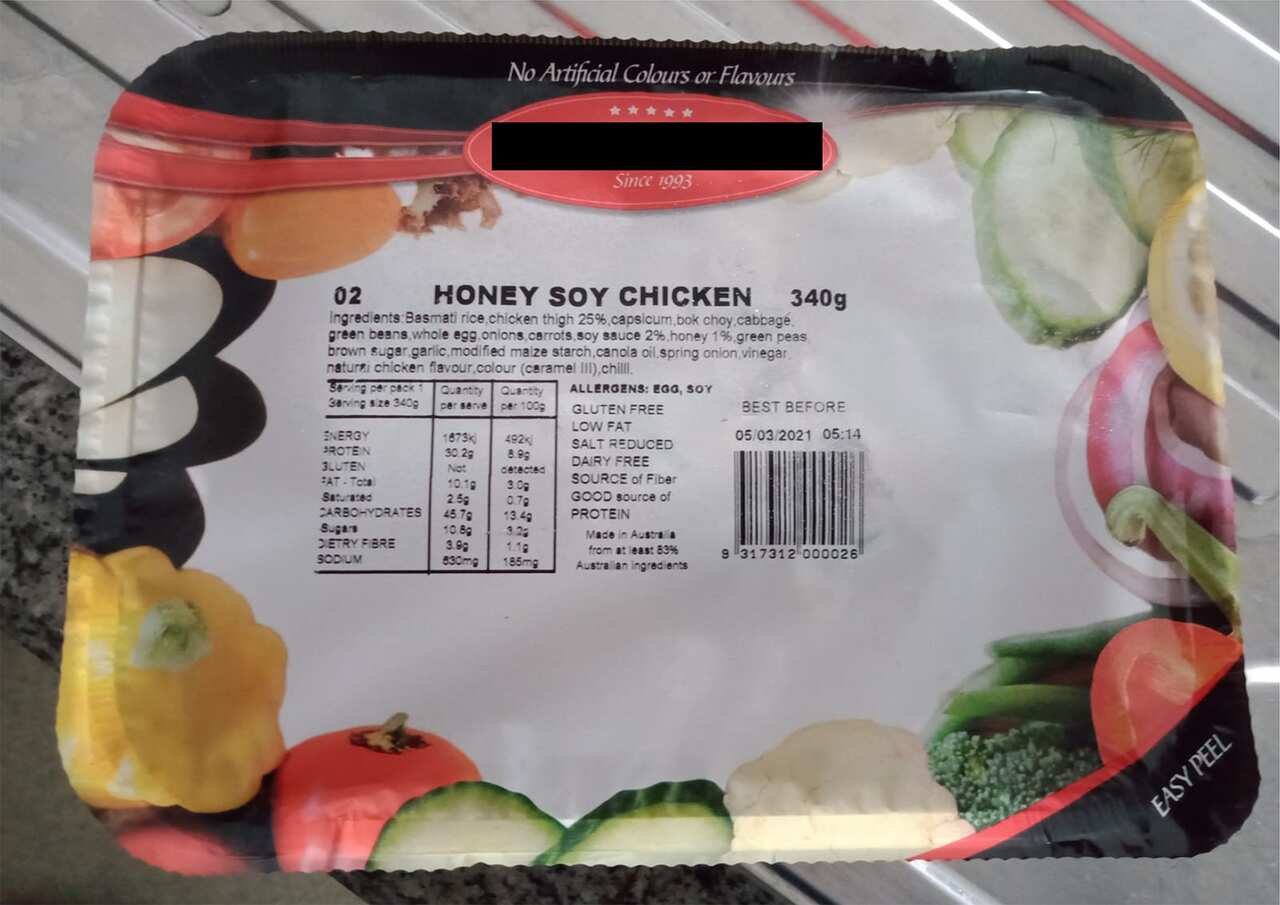 No Artificial Colours or Flavours
Since 1993
02 HONEY SOY CHICKEN 340g
Ingredients:Basmati rice,chicken thigh 25%,capsicum,bok choy,cabbage,
green beans,whole egg,onions,carrots,soy sauce 2%,honey 1%,green peas,
brown sugar,garlic,modified maize starch,canola oil,spring onion,vinegar,
natural chicken flavour,colour (caramel III),chilli.
Serving per pack 1 Quantity Quantity
Serving size 340g per serve per 100g
ENERGY 1673kj 492kj
PROTEIN 30.2g 8.9g
GLUTEN Not detected
FAT - Total 10.1g 3.0g
Saturated 2.5g 0.7g
CARBOHYDRATES 45.7g 13.4g
Sugars 10.8g 3.2g
DIETRY FIBRE 3.9g 1.1g
SODIUM 630mg 185mg
ALLERGENS: EGG, SOY
GLUTEN FREE
LOW FAT
SALT REDUCED
DAIRY FREE
SOURCE of Fiber
GOOD source of
PROTEIN
Made in Australia
from at least 83%
Australian ingredients
BEST BEFORE
05/03/2021 05:14
9 317312 000026
EASY PEEL